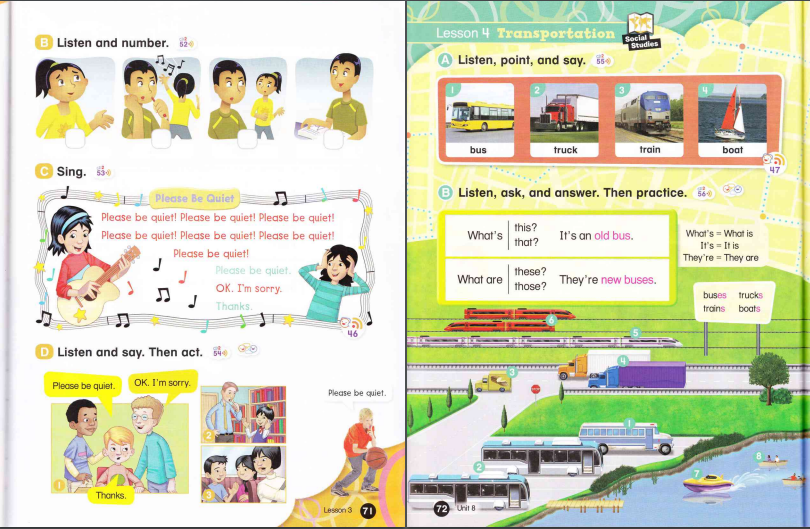 B Listen and number. 52
C Sing. 53
Please Be Quiet
Please be quiet! Please be quiet! Please be quiet!
Please be quiet! Please be quiet! Please be quiet!
Please be quiet!
Please be quiet.
OK. I'm sorry.
Thanks.
46
D Listen and say. Then act. 54
Please be quiet.
OK. I'm sorry.
Thanks.
1
2
3
Please be quiet.
Lesson 3 71
Lesson 4 Transportation
Social
Studies
A Listen, point, and say. 55
1 2 3 4
bus truck train boat
47
B Listen, ask, and answer. Then practice. 56
What's this? that? It's an old bus.
What are these? those? They're new buses.
What's = What is
It's = It is
They're = They are
buses trucks
trains boats
6
5
4
3
1
2
7
8
72 Unit 8